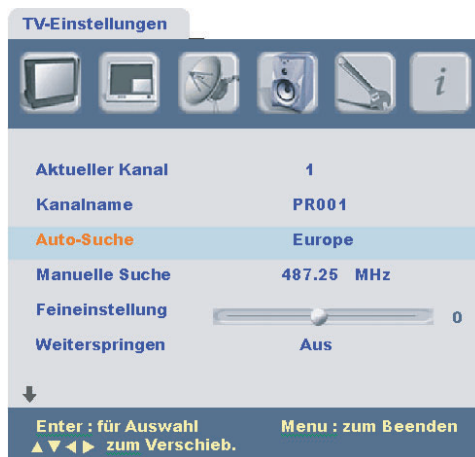 TV-Einstellungen
i
Aktueller Kanal 1
Kanalname PR001
Auto-Suche Europe
Manuelle Suche 487.25 MHz
Feineinstellung 0
Weiterspringen Aus
Enter : für Auswahl Menu : zum Beenden
▲▼◄► zum Verschieb.